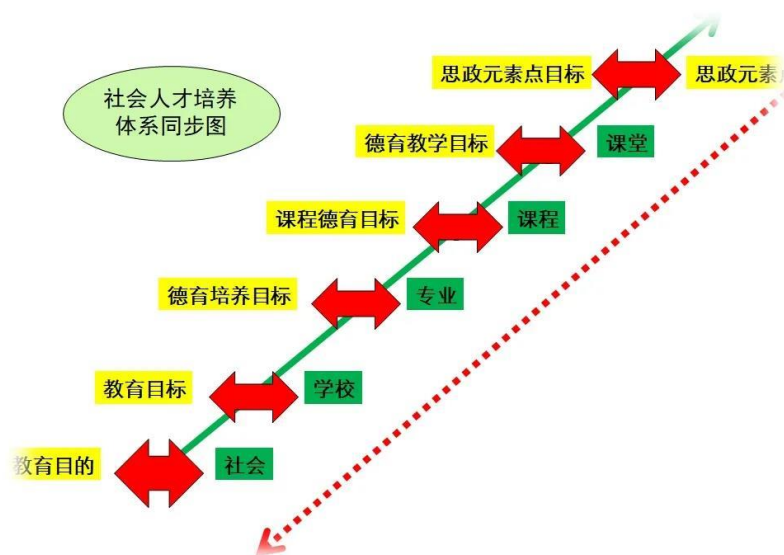 社会人才培养
体系同步图
思政元素点目标
思政元素点
德育教学目标
课堂
课程德育目标
课程
德育培养目标
专业
教育目标
学校
教育目的
社会